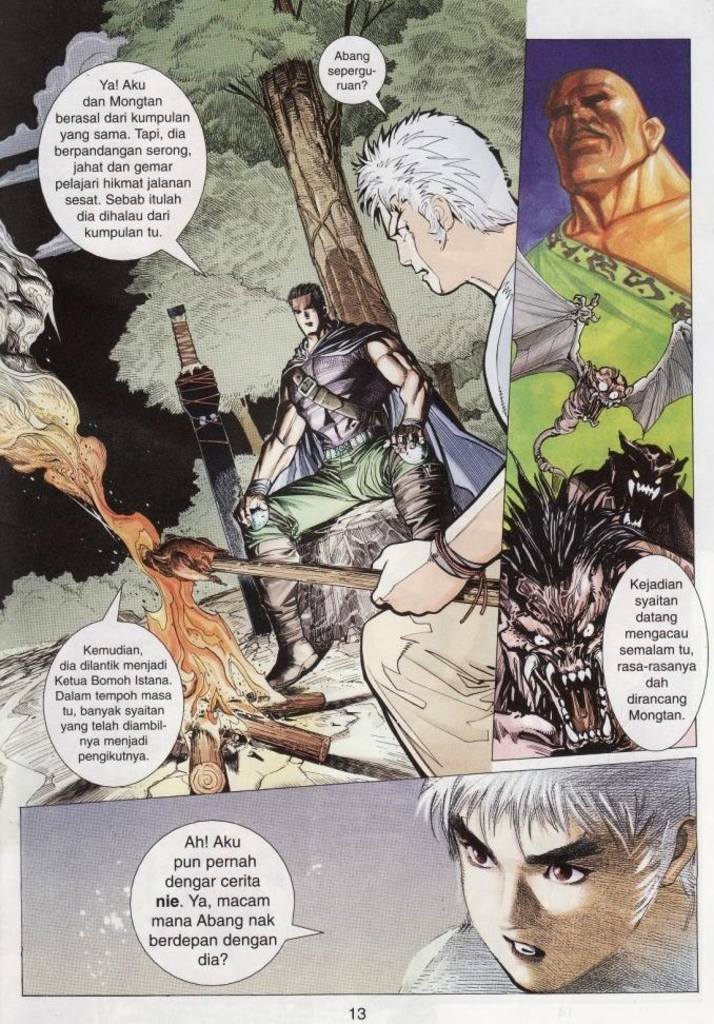 Abang
sepergu-
ruan?
Ya! Aku
dan Mongtan
berasal dari kumpulan
yang sama. Tapi, dia
berpandangan serong,
jahat dan gemar
pelajari hikmat jalanan
sesat. Sebab itulah
dia dihalau dari
kumpulan tu.
Kemudian,
dia dilantik menjadi
Ketua Bomoh Istana.
Dalam tempoh masa
tu, banyak syaitan
yang telah diambil-
nya menjadi
pengikutnya.
Kejadian
syaitan
datang
mengacau
semalam tu,
rasa-rasanya
dah
dirancang
Mongtan.
Ah! Aku
pun pernah
dengar cerita
nie. Ya, macam
mana Abang nak
berdepan dengan
dia?
13